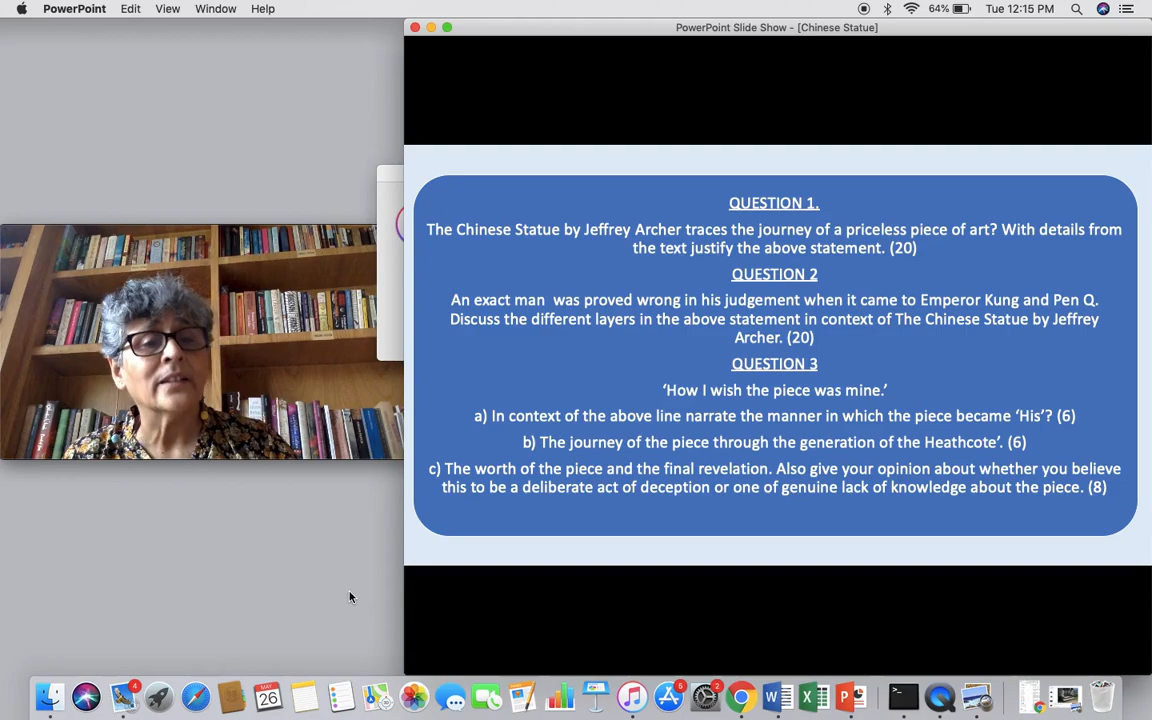 PowerPoint Edit View Window Help 64% Tue 12:15 PM
PowerPoint Slide Show - [Chinese Statue]
QUESTION 1.
The Chinese Statue by Jeffrey Archer traces the journey of a priceless piece of art? With details from
the text justify the above statement. (20)
QUESTION 2
An exact man was proved wrong in his judgement when it came to Emperor Kung and Pen Q.
Discuss the different layers in the above statement in context of The Chinese Statue by Jeffrey
Archer. (20)
QUESTION 3
‘How I wish the piece was mine.’
a) In context of the above line narrate the manner in which the piece became ‘His’? (6)
b) The journey of the piece through the generation of the Heathcote’. (6)
c) The worth of the piece and the final revelation. Also give your opinion about whether you believe
this to be a deliberate act of deception or one of genuine lack of knowledge about the piece. (8)
4 MAY 26 5 2